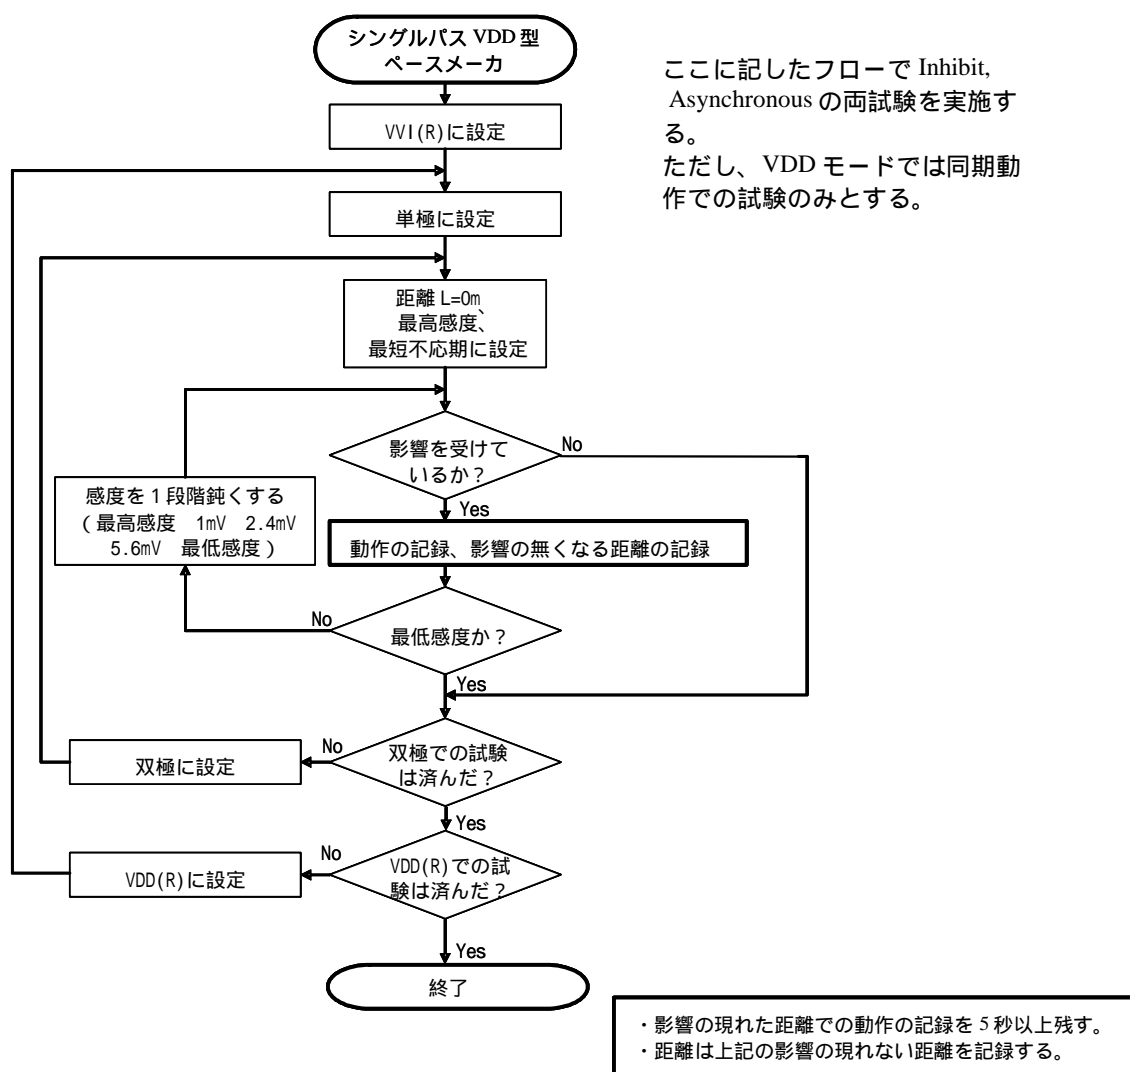 シングルパス VDD 型
ペースメーカ
ここに記したフローで Inhibit,
Asynchronous の両試験を実施す
る。
ただし、VDD モードでは同期動
作での試験のみとする。
VVI(R)に設定
単極に設定
距離 L=0m、
最高感度、
最短不応期に設定
影響を受けて
いるか？
No
Yes
感度を１段階鈍くする
（最高感度　1mV　2.4mV
5.6mV　最低感度）
動作の記録、影響の無くなる距離の記録
最低感度か？
No
Yes
双極での試験
は済んだ？
No
双極に設定
Yes
VDD(R)での試
験は済んだ？
No
VDD(R)に設定
Yes
終了
・影響の現れた距離での動作の記録を 5 秒以上残す。
・距離は上記の影響の現れない距離を記録する。